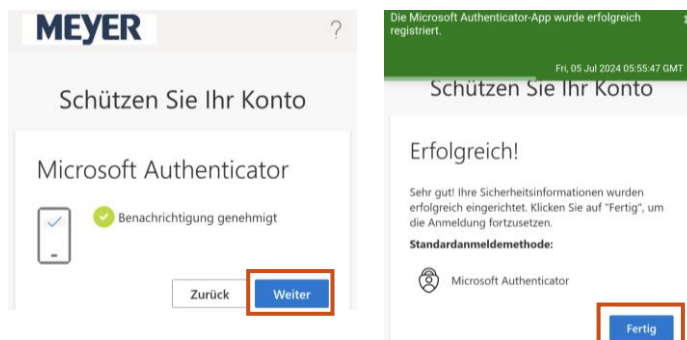 MEYER
?
Schützen Sie Ihr Konto
Microsoft Authenticator
Benachrichtigung genehmigt
Zurück
Weiter
Die Microsoft Authenticator-App wurde erfolgreich
registriert.
Fri, 05 Jul 2024 05:55:47 GMT
Schützen Sie Ihr Konto
Erfolgreich!
Sehr gut! Ihre Sicherheitsinformationen wurden
erfolgreich eingerichtet. Klicken Sie auf "Fertig", um
die Anmeldung fortzusetzen.
Standardanmeldemethode:
Microsoft Authenticator
Fertig